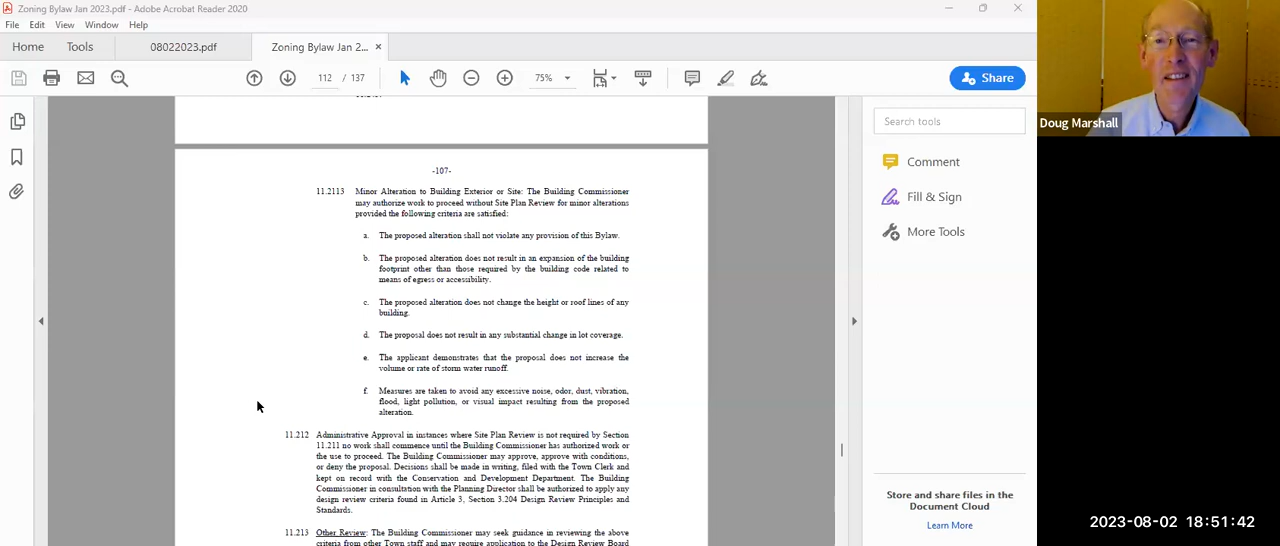 Zoning Bylaw Jan 2023.pdf - Adobe Acrobat Reader 2020
File Edit View Window Help
Home Tools 08022023.pdf Zoning Bylaw Jan 2... ×
112 / 137 75% Share
-107-
11.2113 Minor Alteration to Building Exterior or Site: The Building Commissioner
may authorize work to proceed without Site Plan Review for minor alterations
provided the following criteria are satisfied:
a. The proposed alteration shall not violate any provision of this Bylaw.
b. The proposed alteration does not result in an expansion of the building
footprint other than those required by the building code related to
means of egress or accessibility.
c. The proposed alteration does not change the height or roof lines of any
building.
d. The proposal does not result in any substantial change in lot coverage.
e. The applicant demonstrates that the proposal does not increase the
volume or rate of storm water runoff.
f. Measures are taken to avoid any excessive noise, odor, dust, vibration,
flood, light pollution, or visual impact resulting from the proposed
alteration.
11.212 Administrative Approval in instances where Site Plan Review is not required by Section
11.211 no work shall commence until the Building Commissioner has authorized work or
the use to proceed. The Building Commissioner may approve, approve with conditions,
or deny the proposal. Decisions shall be made in writing, filed with the Town Clerk and
kept on record with the Conservation and Development Department. The Building
Commissioner in consultation with the Planning Director shall be authorized to apply any
design review criteria found in Article 3, Section 3.204 Design Review Principles and
Standards.
11.213 Other Review: The Building Commissioner may seek guidance in reviewing the above
criteria from other Town staff and may require application to the Design Review Board
Search tools
Comment
Fill & Sign
More Tools
Store and share files in the
Document Cloud
Learn More
Doug Marshall
2023-08-02 18:51:42